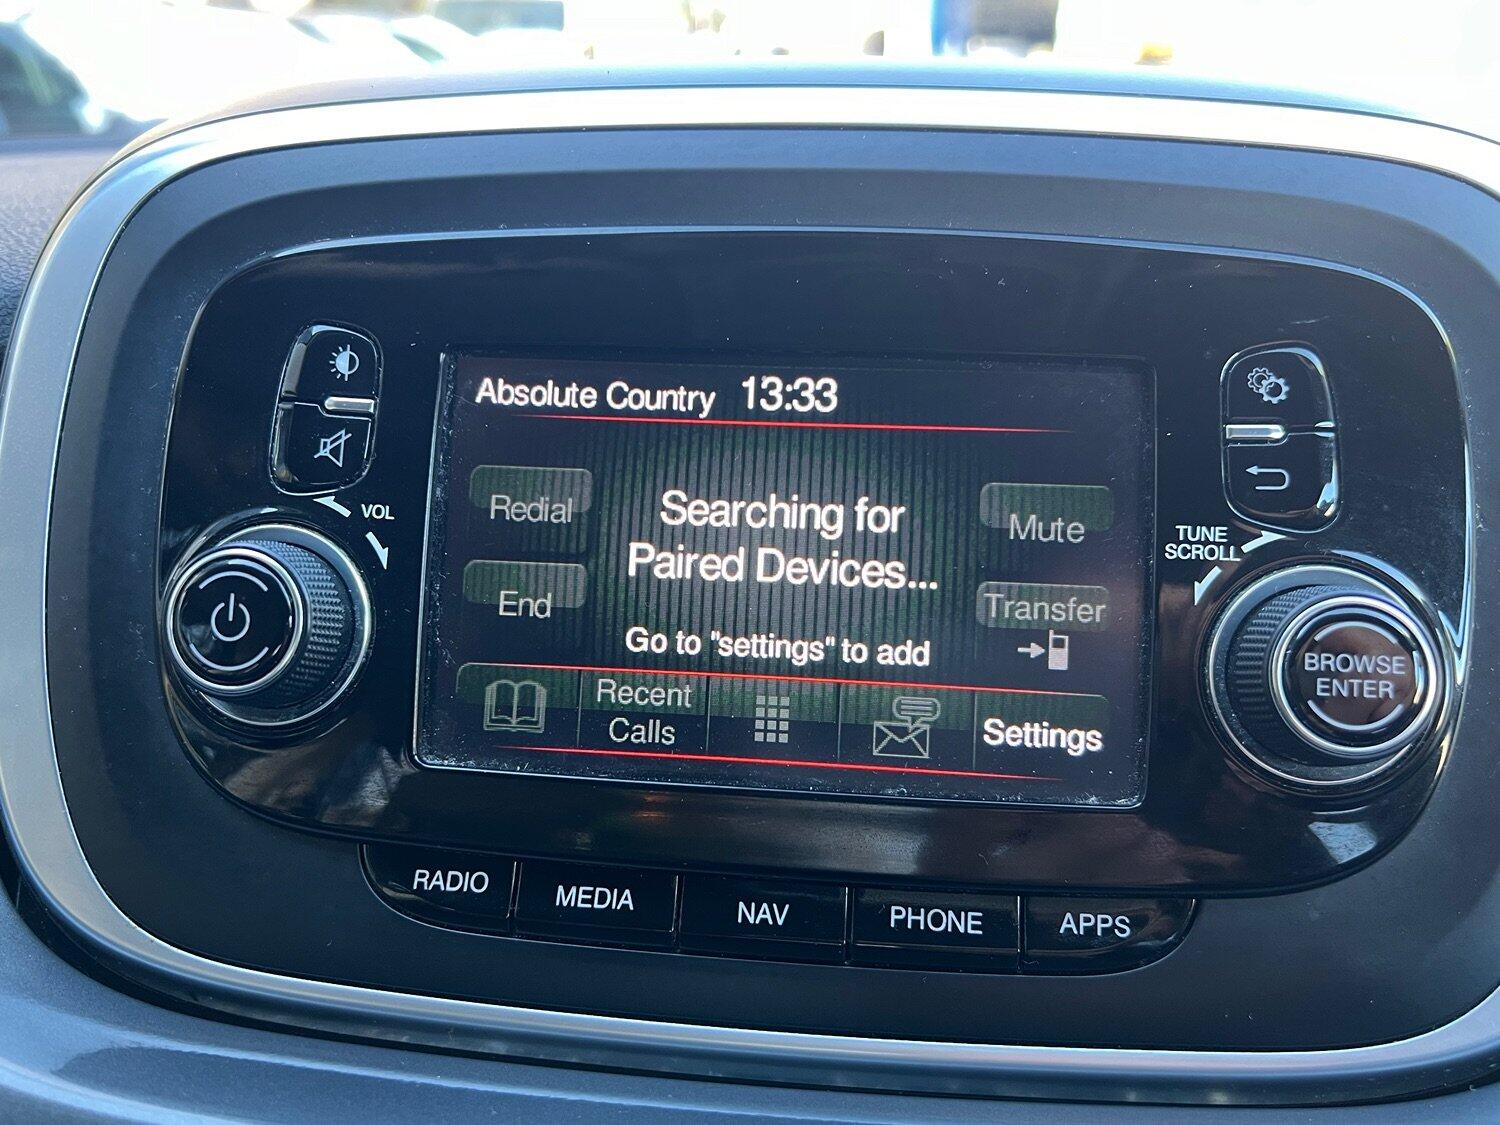 Absolute Country 13:33
Redial
Searching for
Paired Devices...
Mute
End
Transfer
Go to "settings" to add
Recent
Calls
Settings
VOL
TUNE
SCROLL
BROWSE
ENTER
RADIO
MEDIA
NAV
PHONE
APPS